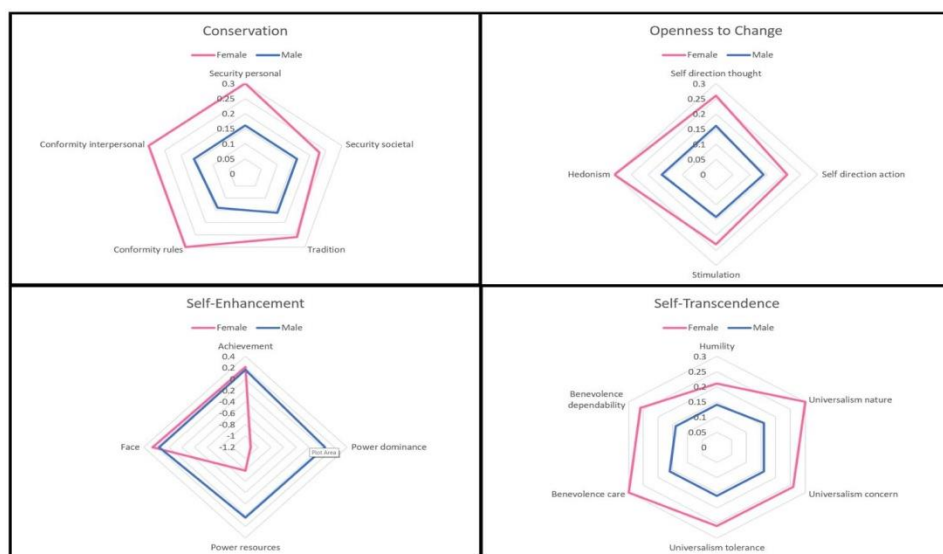 Conservation
Female Male
Security personal
0.3
0.25
0.2
0.15
0.1
0.05
0
Conformity interpersonal
Security societal
Conformity rules
Tradition
Openness to Change
Female Male
Self direction thought
0.3
0.25
0.2
0.15
0.1
0.05
0
Hedonism
Self direction action
Stimulation
Self-Enhancement
Female Male
Achievement
0.4
0.2
0
-0.2
-0.4
-0.6
-0.8
-1
-1.2
Face
Power dominance
Plot Area
Power resources
Self-Transcendence
Female Male
Humility
0.3
0.25
0.2
0.15
0.1
0.05
0
Benevolence
dependability
Universalism nature
Benevolence care
Universalism concern
Universalism tolerance